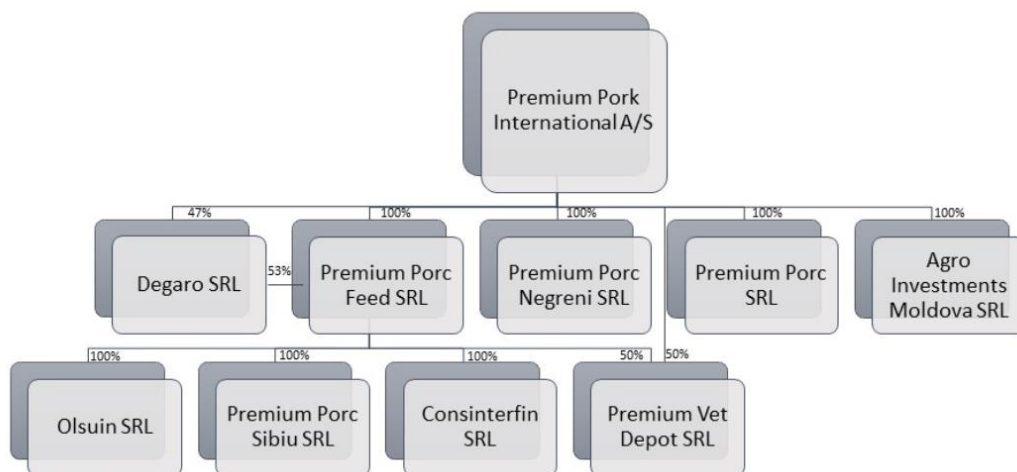 Premium Pork
International A/S
47%
100%
100%
100%
100%
Degaro SRL
53%
Premium Porc
Feed SRL
Premium Porc
Negreni SRL
Premium Porc
SRL
Agro
Investments
Moldova SRL
100%
100%
100%
50%
50%
Olsuin SRL
Premium Porc
Sibiu SRL
Consinterfin
SRL
Premium Vet
Depot SRL